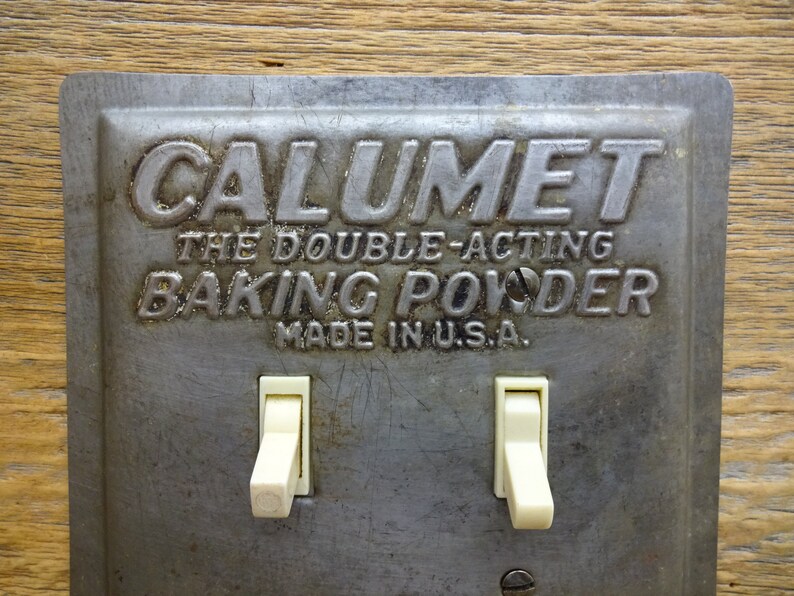 CALUMET
THE DOUBLE-ACTING
BAKING POWDER
MADE IN U.S.A.